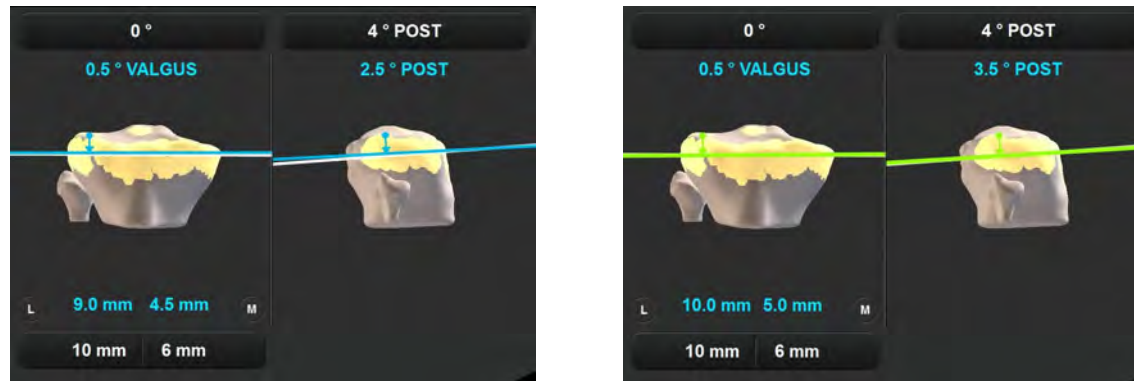 0 ° 4 ° POST
0.5 ° VALGUS 2.5 ° POST
L 9.0 mm 4.5 mm M
10 mm 6 mm
0 ° 4 ° POST
0.5 ° VALGUS 3.5 ° POST
L 10.0 mm 5.0 mm M
10 mm 6 mm